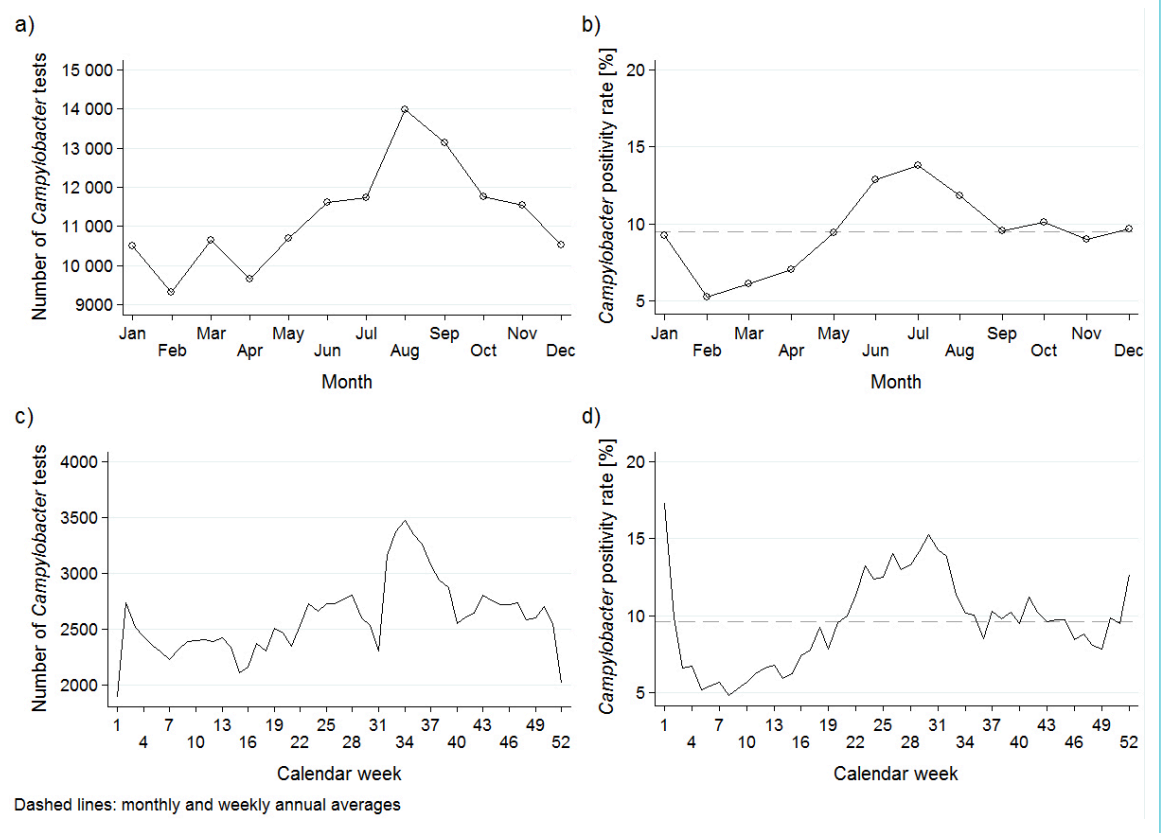 a)
Number of Campylobacter tests
15 000
14 000
13 000
12 000
11 000
10 000
9000
Jan Feb Mar Apr May Jun Jul Aug Sep Oct Nov Dec
Month
b)
Campylobacter positivity rate [%]
20
15
10
5
Jan Feb Mar Apr May Jun Jul Aug Sep Oct Nov Dec
Month
c)
Number of Campylobacter tests
4000
3500
3000
2500
2000
1 4 7 10 13 16 19 22 25 28 31 34 37 40 43 46 49 52
Calendar week
d)
Campylobacter positivity rate [%]
20
15
10
5
1 4 7 10 13 16 19 22 25 28 31 34 37 40 43 46 49 52
Calendar week
Dashed lines: monthly and weekly annual averages